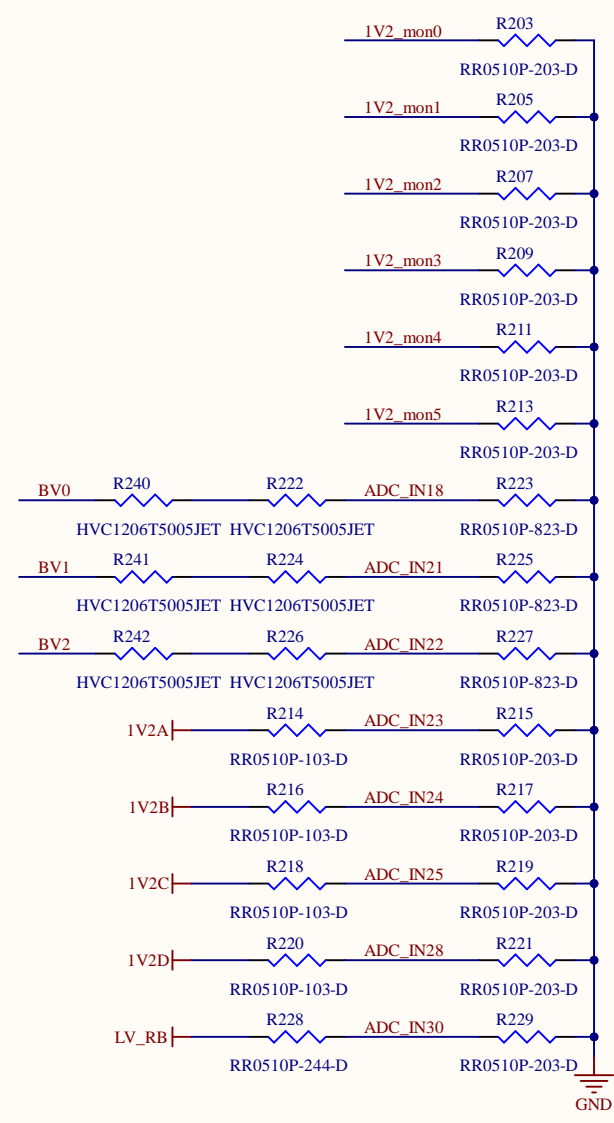 R203
1V2_mon0
RR0510P-203-D
R205
1V2_mon1
RR0510P-203-D
R207
1V2_mon2
RR0510P-203-D
R209
1V2_mon3
RR0510P-203-D
R211
1V2_mon4
RR0510P-203-D
R213
1V2_mon5
RR0510P-203-D
R240 R222 R223
BV0 ADC_IN18
HVC1206T5005JET HVC1206T5005JET RR0510P-823-D
R241 R224 R225
BV1 ADC_IN21
HVC1206T5005JET HVC1206T5005JET RR0510P-823-D
R242 R226 R227
BV2 ADC_IN22
HVC1206T5005JET HVC1206T5005JET RR0510P-823-D
R214 R215
1V2A ADC_IN23
RR0510P-103-D RR0510P-203-D
R216 R217
1V2B ADC_IN24
RR0510P-103-D RR0510P-203-D
R218 R219
1V2C ADC_IN25
RR0510P-103-D RR0510P-203-D
R220 R221
1V2D ADC_IN28
RR0510P-103-D RR0510P-203-D
R228 R229
LV_RB ADC_IN30
RR0510P-244-D RR0510P-203-D
GND